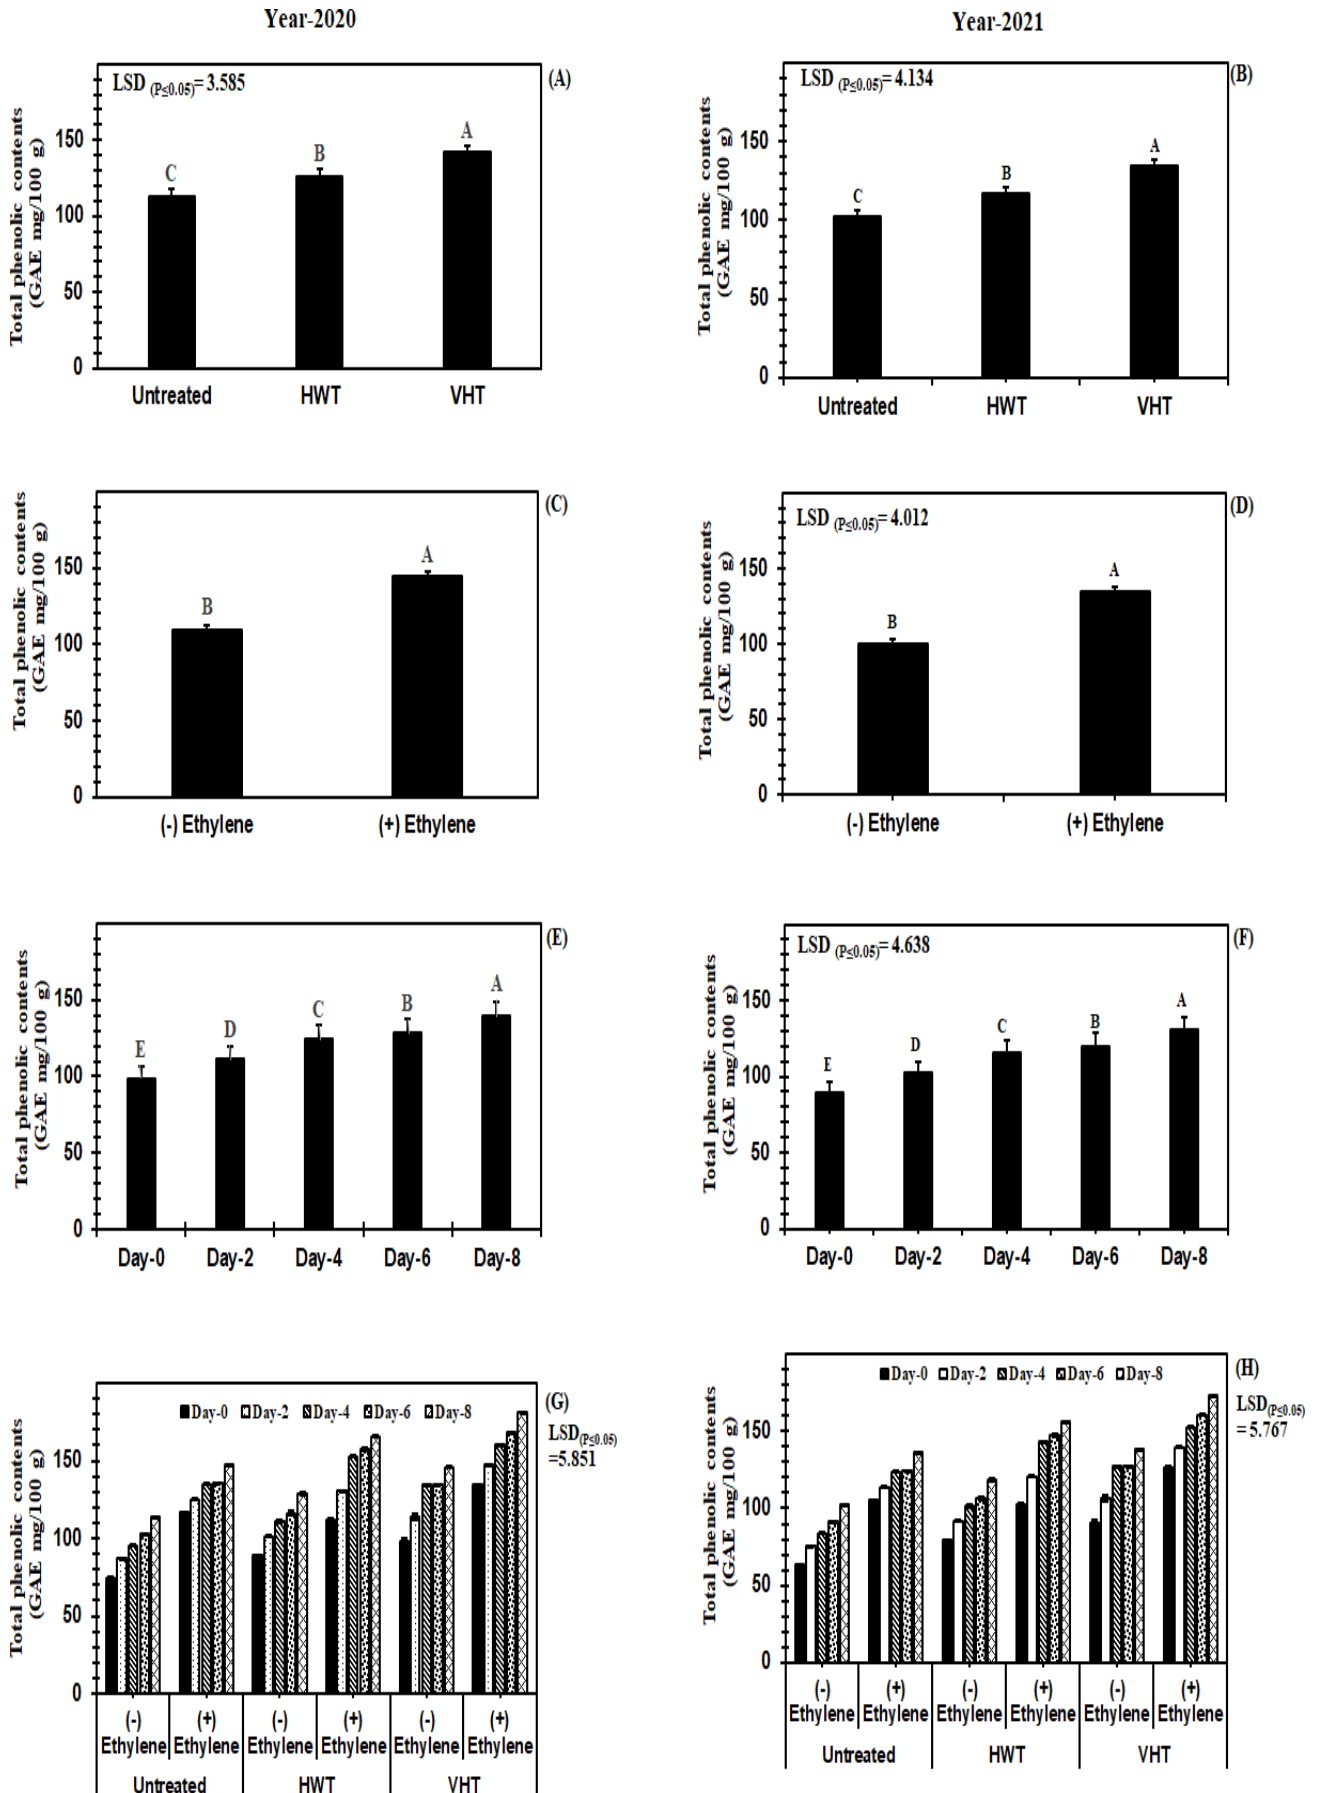 Year-2020
Year-2021
LSD (P≤0.05)= 3.585
(A)
Total phenolic contents
(GAE mg/100 g)
150
100
50
0
C
B
A
Untreated
HWT
VHT
LSD (P≤0.05)= 4.134
(B)
Total phenolic contents
(GAE mg/100 g)
150
100
50
0
C
B
A
Untreated
HWT
VHT
(C)
Total phenolic contents
(GAE mg/100 g)
150
100
50
0
B
A
(-) Ethylene
(+) Ethylene
LSD (P≤0.05)= 4.012
(D)
Total phenolic contents
(GAE mg/100 g)
150
100
50
0
B
A
(-) Ethylene
(+) Ethylene
(E)
Total phenolic contents
(GAE mg/100 g)
150
100
50
0
E
D
C
B
A
Day-0
Day-2
Day-4
Day-6
Day-8
LSD (P≤0.05)= 4.638
(F)
Total phenolic contents
(GAE mg/100 g)
150
100
50
0
E
D
C
B
A
Day-0
Day-2
Day-4
Day-6
Day-8
Day-0 Day-2 Day-4 Day-6 Day-8
(G)
LSD(P≤0.05)
=5.851
Total phenolic contents
(GAE mg/100 g)
150
100
50
0
(-)
Ethylene
(+)
Ethylene
(-)
Ethylene
(+)
Ethylene
(-)
Ethylene
(+)
Ethylene
Untreated
HWT
VHT
Day-0 Day-2 Day-4 Day-6 Day-8
(H)
LSD(P≤0.05)
= 5.767
Total phenolic contents
(GAE mg/100 g)
150
100
50
0
(-)
Ethylene
(+)
Ethylene
(-)
Ethylene
(+)
Ethylene
(-)
Ethylene
(+)
Ethylene
Untreated
HWT
VHT